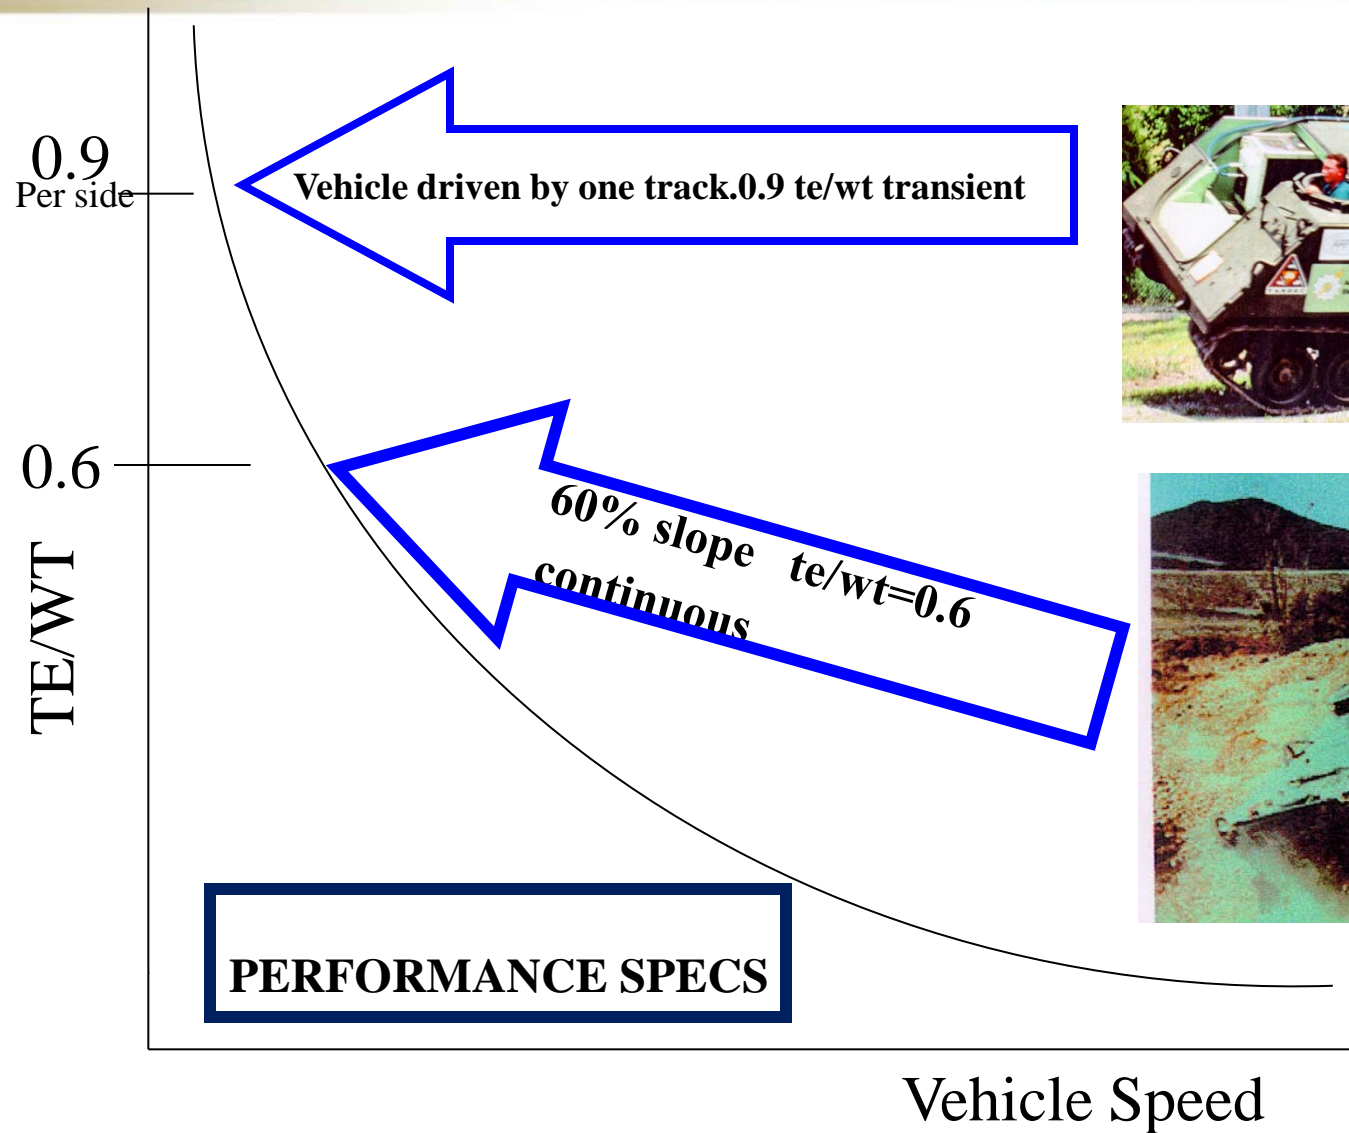 0.9
Per side
Vehicle driven by one track.0.9 te/wt transient
0.6
60% slope te/wt=0.6
continuous
TE/WT
PERFORMANCE SPECS
Vehicle Speed